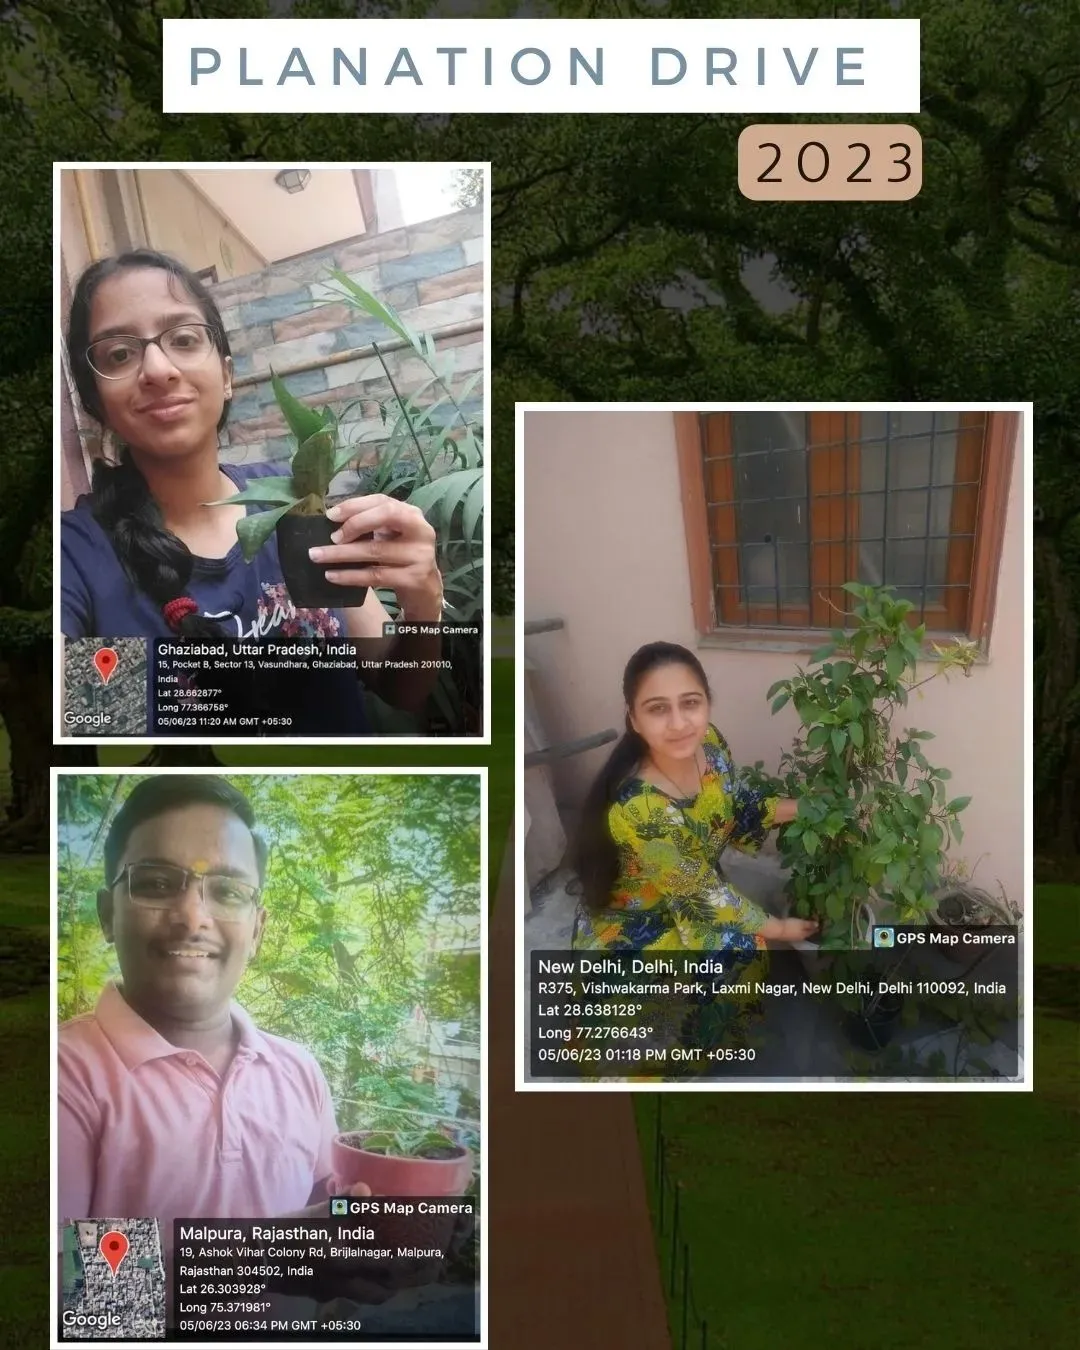 PLANATION DRIVE
2023
GPS Map Camera
Ghaziabad, Uttar Pradesh, India
15, Pocket B, Sector 13, Vasundhara, Ghaziabad, Uttar Pradesh 201010,
India
Lat 28.662877°
Long 77.366758°
05/06/23 11:20 AM GMT +05:30
Google
GPS Map Camera
New Delhi, Delhi, India
R375, Vishwakarma Park, Laxmi Nagar, New Delhi, Delhi 110092, India
Lat 28.638128°
Long 77.276643°
05/06/23 01:18 PM GMT +05:30
GPS Map Camera
Malpura, Rajasthan, India
19, Ashok Vihar Colony Rd, Brijlalnagar, Malpura,
Rajasthan 304502, India
Lat 26.303928°
Long 75.371981°
05/06/23 06:34 PM GMT +05:30
Google